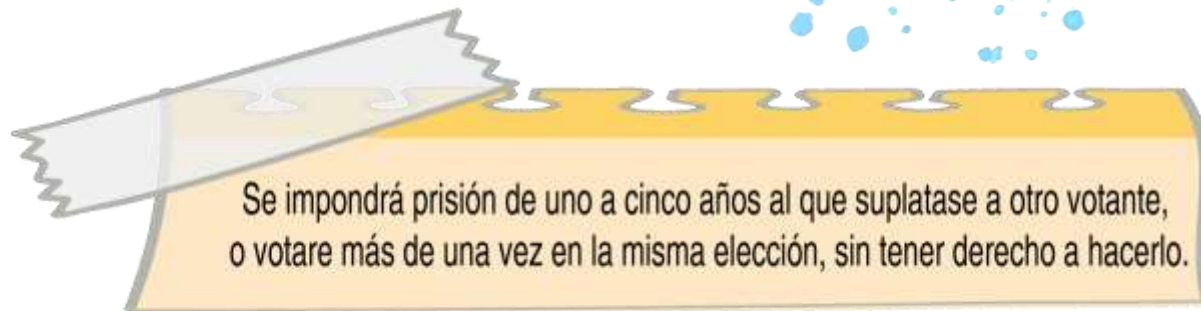 Se impondrá prisión de uno a cinco años al que suplatase a otro votante,
o votare más de una vez en la misma elección, sin tener derecho a hacerlo.